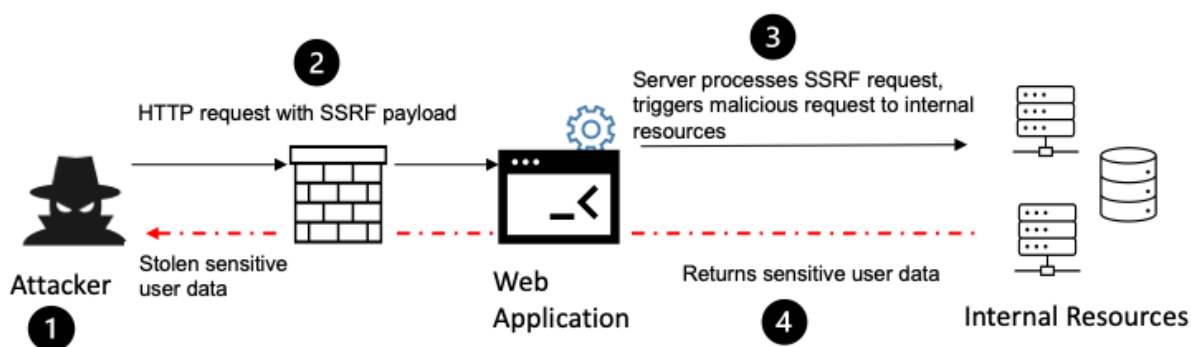 2
HTTP request with SSRF payload
3
Server processes SSRF request,
triggers malicious request to internal
resources
Stolen sensitive
user data
Attacker
1
Web
Application
Returns sensitive user data
4
Internal Resources